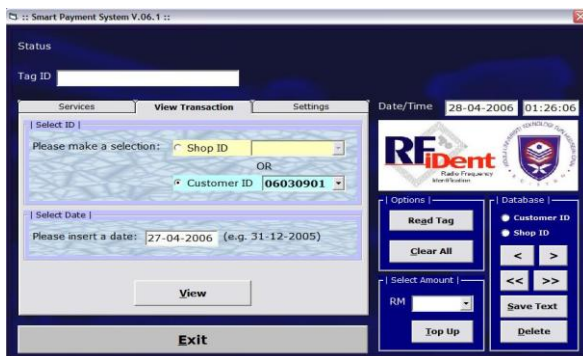 :: Smart Payment System V.06.1 ::
Status
Tag ID
Services View Transaction Settings
| Select ID |
Please make a selection: Shop ID
OR
Customer ID 06030901
| Select Date |
Please insert a date: 27-04-2006 (e.g. 31-12-2005)
View
Exit
Date/Time 28-04-2006 01:26:06
RFiDent
Radio Frequency
Identification
| Options |
Read Tag
Clear All
| Select Amount |
RM
Top Up
| Database |
Customer ID
Shop ID
< >
<< >>
Save Text
Delete